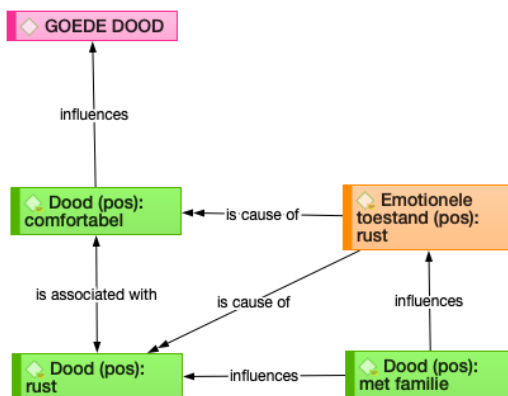 GOEDE DOOD
influences
Dood (pos):
comfortabel
is cause of
Emotionele
toestand (pos):
rust
is associated with
is cause of
influences
Dood (pos):
rust
influences
Dood (pos):
met familie